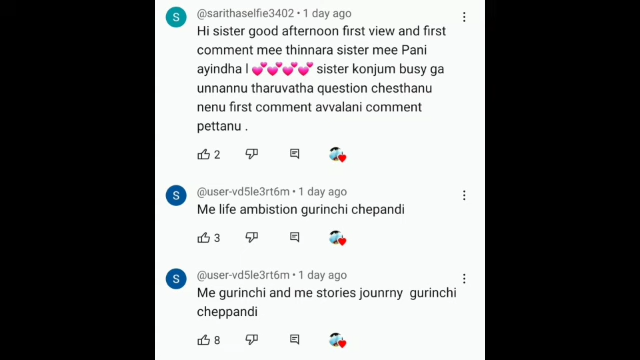 @sarithaselfie3402 • 1 day ago
Hi sister good afternoon first view and first
comment mee thinnara sister mee Pani
ayindha l 💕💕💕💕 sister konjum busy ga
unnannu tharuvatha question chesthanu
nenu first comment avvalani comment
pettanu .
2
S
@user-vd5le3rt6m • 1 day ago
Me life ambistion gurinchi chepandi
3
S
@user-vd5le3rt6m • 1 day ago
Me gurinchi and me stories jounrny gurinchi
cheppandi
8
S